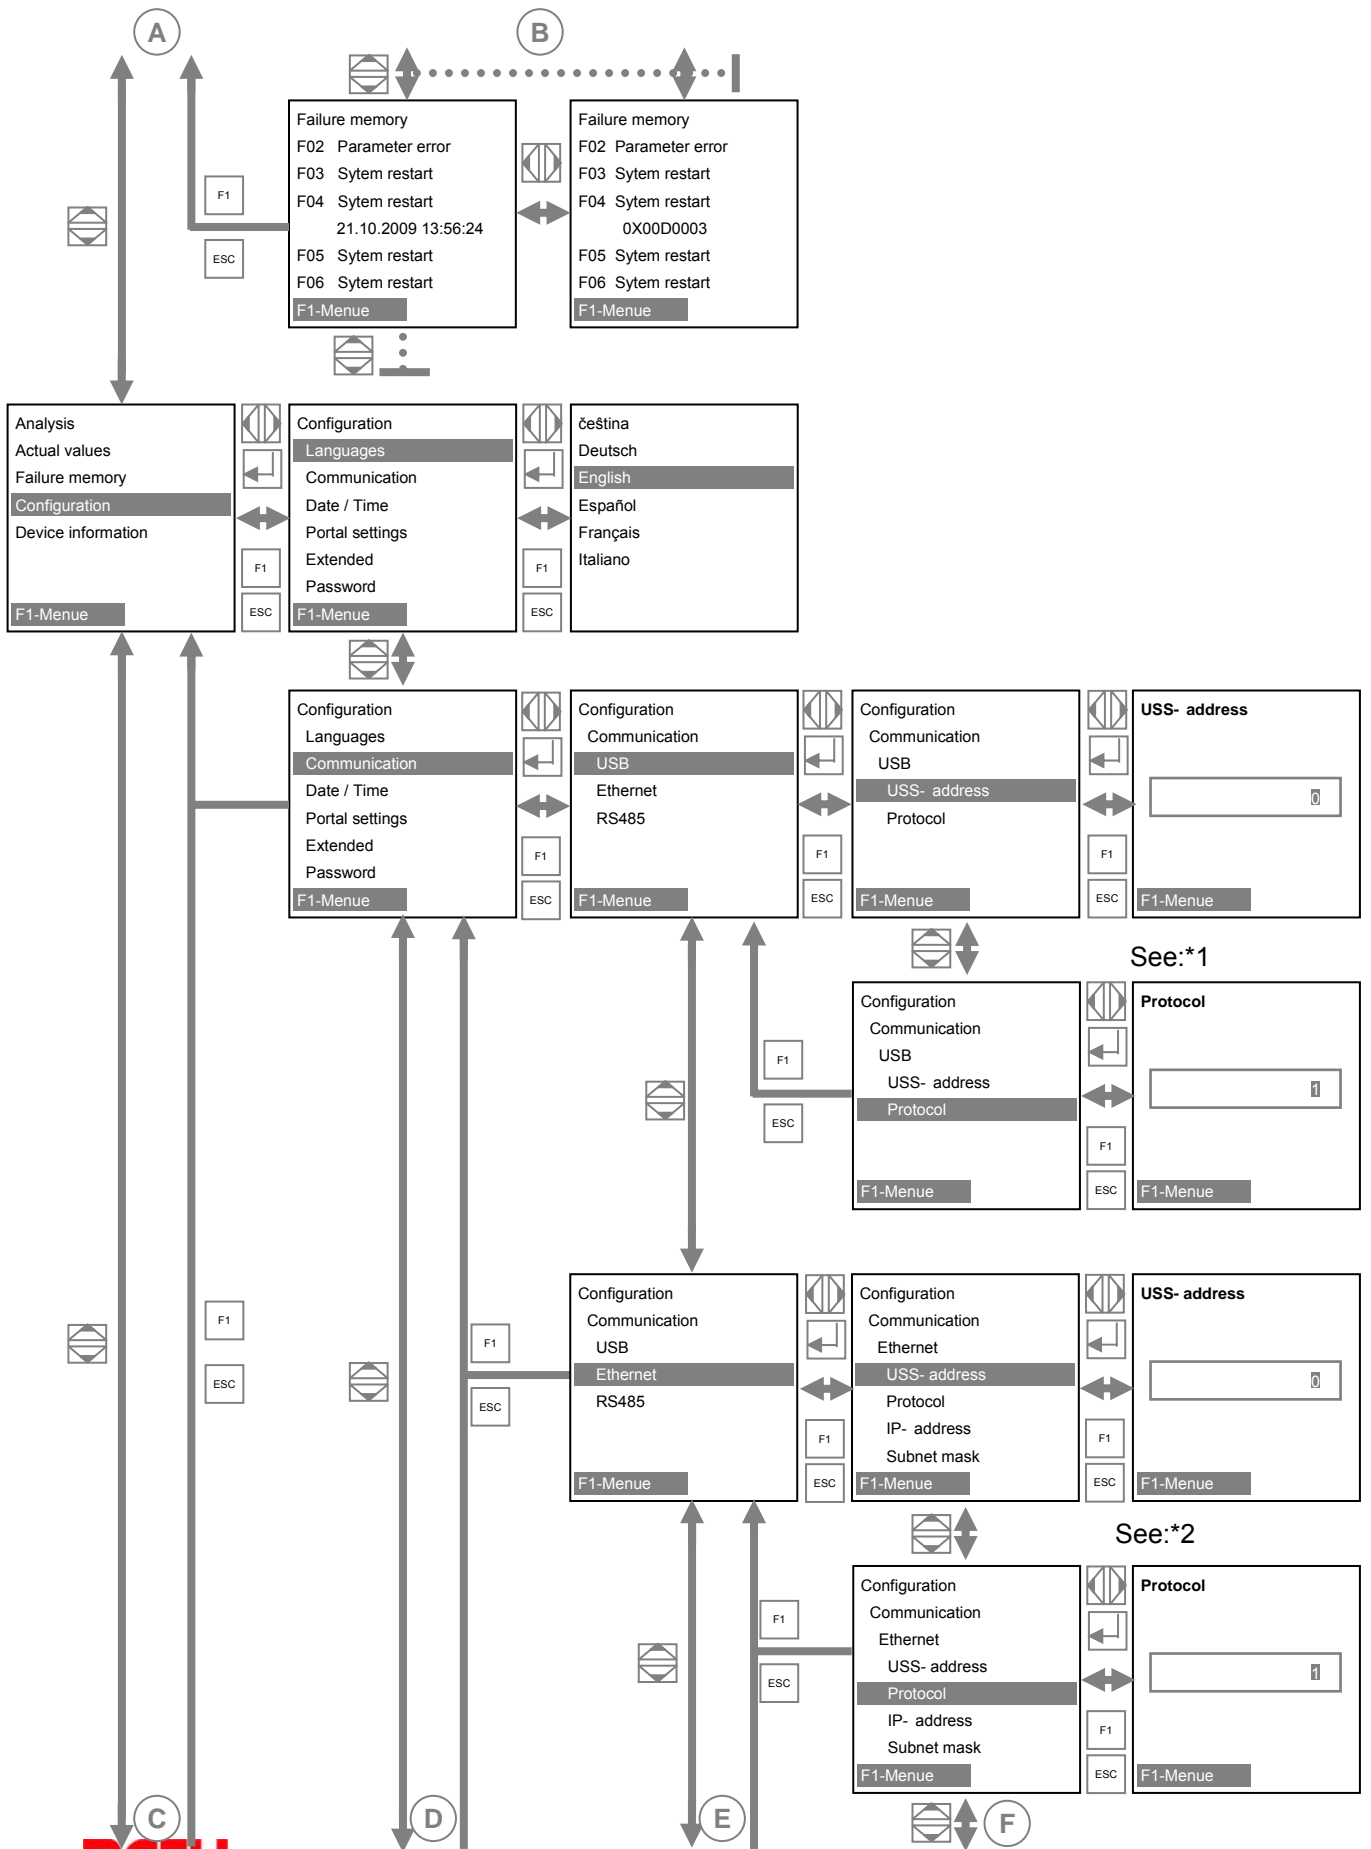 A
B
Failure memory
F02 Parameter error
F03 Sytem restart
F04 Sytem restart
21.10.2009 13:56:24
F05 Sytem restart
F06 Sytem restart
F1-Menue
Failure memory
F02 Parameter error
F03 Sytem restart
F04 Sytem restart
0X00D0003
F05 Sytem restart
F06 Sytem restart
F1-Menue
F1
ESC
Analysis
Actual values
Failure memory
Configuration
Device information
F1-Menue
F1
ESC
Configuration
Languages
Communication
Date / Time
Portal settings
Extended
Password
F1-Menue
F1
ESC
čeština
Deutsch
English
Español
Français
Italiano
Configuration
Languages
Communication
Date / Time
Portal settings
Extended
Password
F1-Menue
F1
ESC
Configuration
Communication
USB
Ethernet
RS485
F1-Menue
F1
ESC
Configuration
Communication
USB
USS- address
Protocol
F1-Menue
F1
ESC
USS- address
0
F1-Menue
See:*1
F1
ESC
Configuration
Communication
USB
USS- address
Protocol
F1-Menue
F1
ESC
Protocol
1
F1-Menue
F1
ESC
F1
ESC
Configuration
Communication
USB
Ethernet
RS485
F1-Menue
F1
ESC
Configuration
Communication
Ethernet
USS- address
Protocol
IP- address
Subnet mask
F1-Menue
F1
ESC
USS- address
0
F1-Menue
See:*2
F1
ESC
Configuration
Communication
Ethernet
USS- address
Protocol
IP- address
Subnet mask
F1-Menue
F1
ESC
Protocol
1
F1-Menue
C
D
E
F